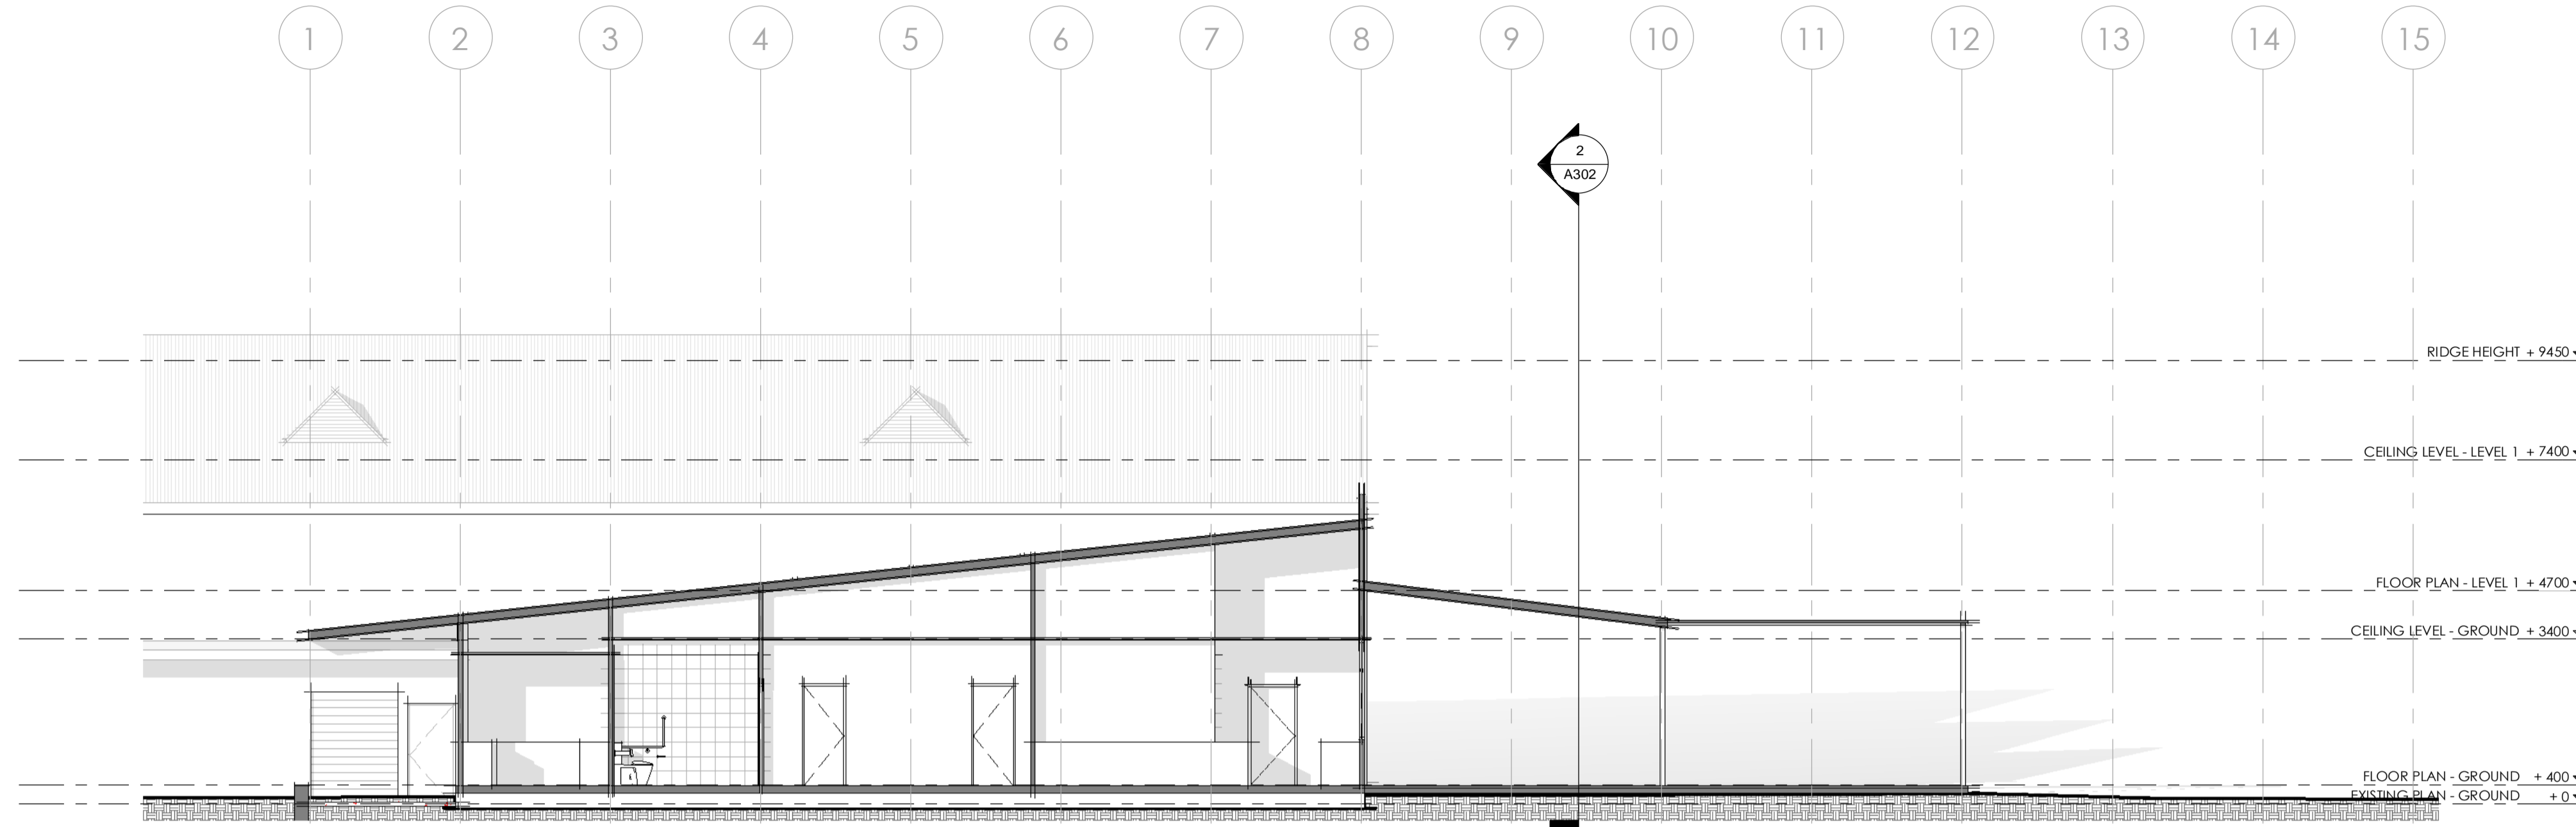 1 2 3 4 5 6 7 8 9 10 11 12 13 14 15
2
A302
RIDGE HEIGHT + 9450
CEILING LEVEL - LEVEL 1 + 7400
FLOOR PLAN - LEVEL 1 + 4700
CEILING LEVEL - GROUND + 3400
FLOOR PLAN - GROUND + 400
EXISTING PLAN - GROUND + 0